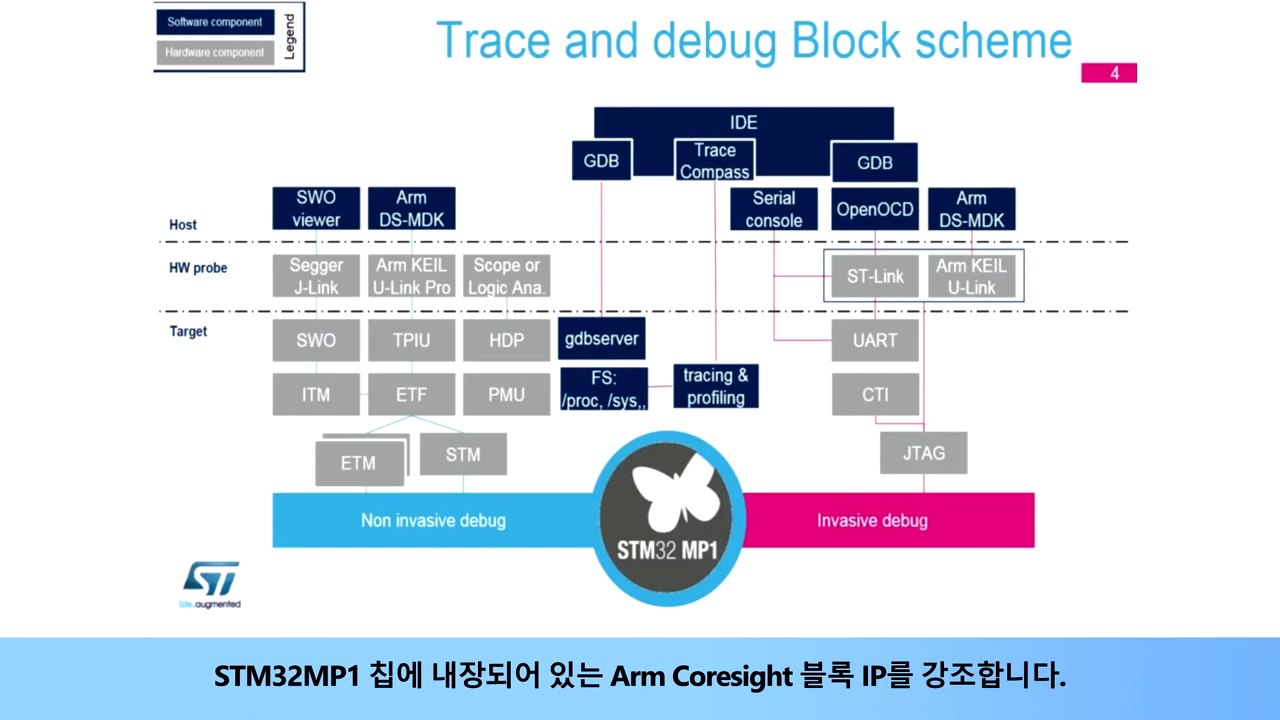 Software component
Hardware component
Legend
Trace and debug Block scheme
4
IDE
GDB
Trace
Compass
GDB
SWO
viewer
Arm
DS-MDK
Serial
console
OpenOCD
Arm
DS-MDK
Host
HW probe
Segger
J-Link
Arm KEIL
U-Link Pro
Scope or
Logic Ana.
ST-Link
Arm KEIL
U-Link
Target
SWO
TPIU
HDP
gdbserver
UART
ITM
ETF
PMU
FS:
/proc, /sys,,
tracing &
profiling
CTI
ETM
STM
JTAG
Non invasive debug
STM32 MP1
Invasive debug
ST
life.augmented
STM32MP1 칩에 내장되어 있는 Arm Coresight 블록 IP를 강조합니다.